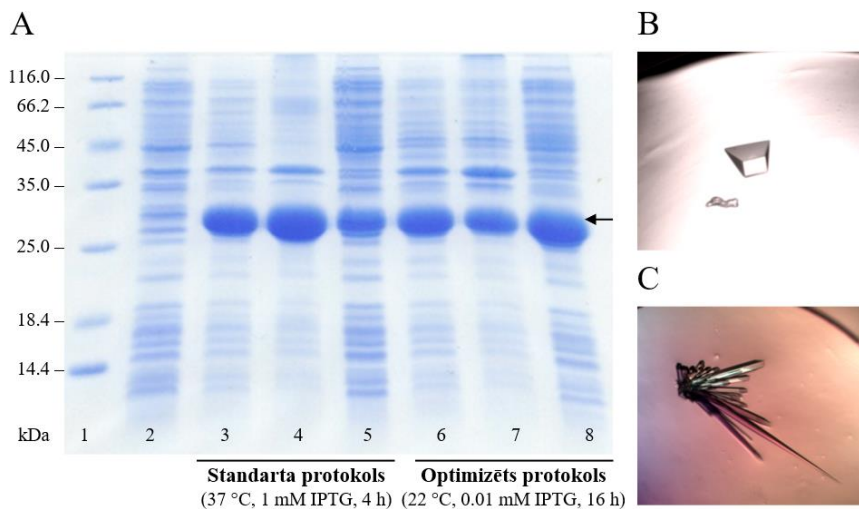 A
B
116.0 –
66.2 –
45.0 –
35.0 –
25.0 –
18.4 –
14.4 –
C
kDa 1 2 3 4 5 6 7 8
Standarta protokols Optimizēts protokols
(37 °C, 1 mM IPTG, 4 h) (22 °C, 0.01 mM IPTG, 16 h)